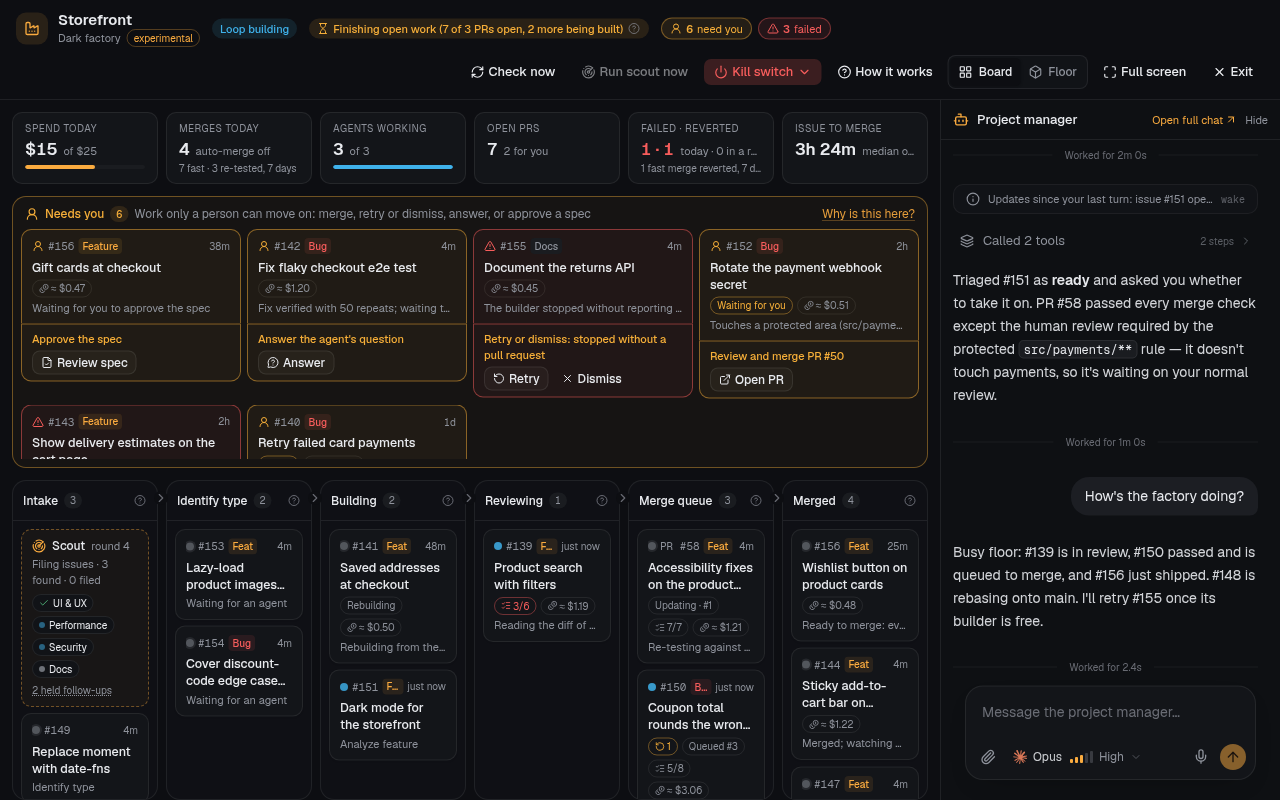 Storefront
Dark factory experimental
Loop building
Finishing open work (7 of 3 PRs open, 2 more being built)
6 need you
3 failed
Check now
Run scout now
Kill switch
How it works
Board
Floor
Full screen
Exit
SPEND TODAY
$15 of $25
MERGES TODAY
4 auto-merge off
7 fast · 3 re-tested, 7 days
AGENTS WORKING
3 of 3
OPEN PRS
7 2 for you
FAILED · REVERTED
1 · 1 today · 0 in a r…
1 fast merge reverted, 7 d…
ISSUE TO MERGE
3h 24m median o…
Needs you 6 Work only a person can move on: merge, retry or dismiss, answer, or approve a spec
Why is this here?
#156 Feature 38m
Gift cards at checkout
≈ $0.47
Waiting for you to approve the spec
Approve the spec
Review spec
#142 Bug 4m
Fix flaky checkout e2e test
≈ $1.20
Fix verified with 50 repeats; waiting t…
Answer the agent's question
Answer
#155 Docs 4m
Document the returns API
≈ $0.45
The builder stopped without reporting …
Retry or dismiss: stopped without a
pull request
Retry
Dismiss
#152 Bug 2h
Rotate the payment webhook
secret
Waiting for you ≈ $0.51
Touches a protected area (src/payme…
Review and merge PR #50
Open PR
#143 Feature 2h
Show delivery estimates on the
cart page
#140 Bug 1d
Retry failed card payments
Intake 3
Scout round 4
Filing issues · 3
found · 0 filed
UI & UX
Performance
Security
Docs
2 held follow-ups
#149 4m
Replace moment
with date-fns
Identify type
Identify type 2
#153 Feat 4m
Lazy-load
product images…
Waiting for an agent
#154 Bug 4m
Cover discount-
code edge case…
Waiting for an agent
Building 2
#141 Feat 48m
Saved addresses
at checkout
Rebuilding
≈ $0.50
Rebuilding from the…
#151 F… just now
Dark mode for
the storefront
Analyze feature
Reviewing 1
#139 F… just now
Product search
with filters
3/6 ≈ $1.19
Reading the diff of …
Merge queue 3
PR #58 Feat 4m
Accessibility fixes
on the product…
Updating · #1
7/7 ≈ $1.21
Re-testing against …
#150 B… just now
Coupon total
rounds the wron…
1 Queued #3
5/8
≈ $3.06
Merged 4
#156 Feat 25m
Wishlist button on
product cards
≈ $0.48
Ready to merge: ev…
#144 Feat 4m
Sticky add-to-
cart bar on…
≈ $1.22
Merged; watching …
#147 Feat 4m
Project manager
Open full chat
Hide
Worked for 2m 0s
Updates since your last turn: issue #151 ope… wake
Called 2 tools 2 steps
Triaged #151 as ready and asked you whether
to take it on. PR #58 passed every merge check
except the human review required by the
protected src/payments/** rule — it doesn't
touch payments, so it's waiting on your normal
review.
Worked for 1m 0s
How's the factory doing?
Busy floor: #139 is in review, #150 passed and is
queued to merge, and #156 just shipped. #148 is
rebasing onto main. I'll retry #155 once its
builder is free.
Worked for 2.4s
Message the project manager…
Opus High